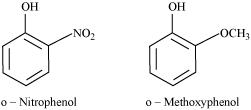 OH
NO₂
OH
OCH₃
o – Nitrophenol
o – Methoxyphenol